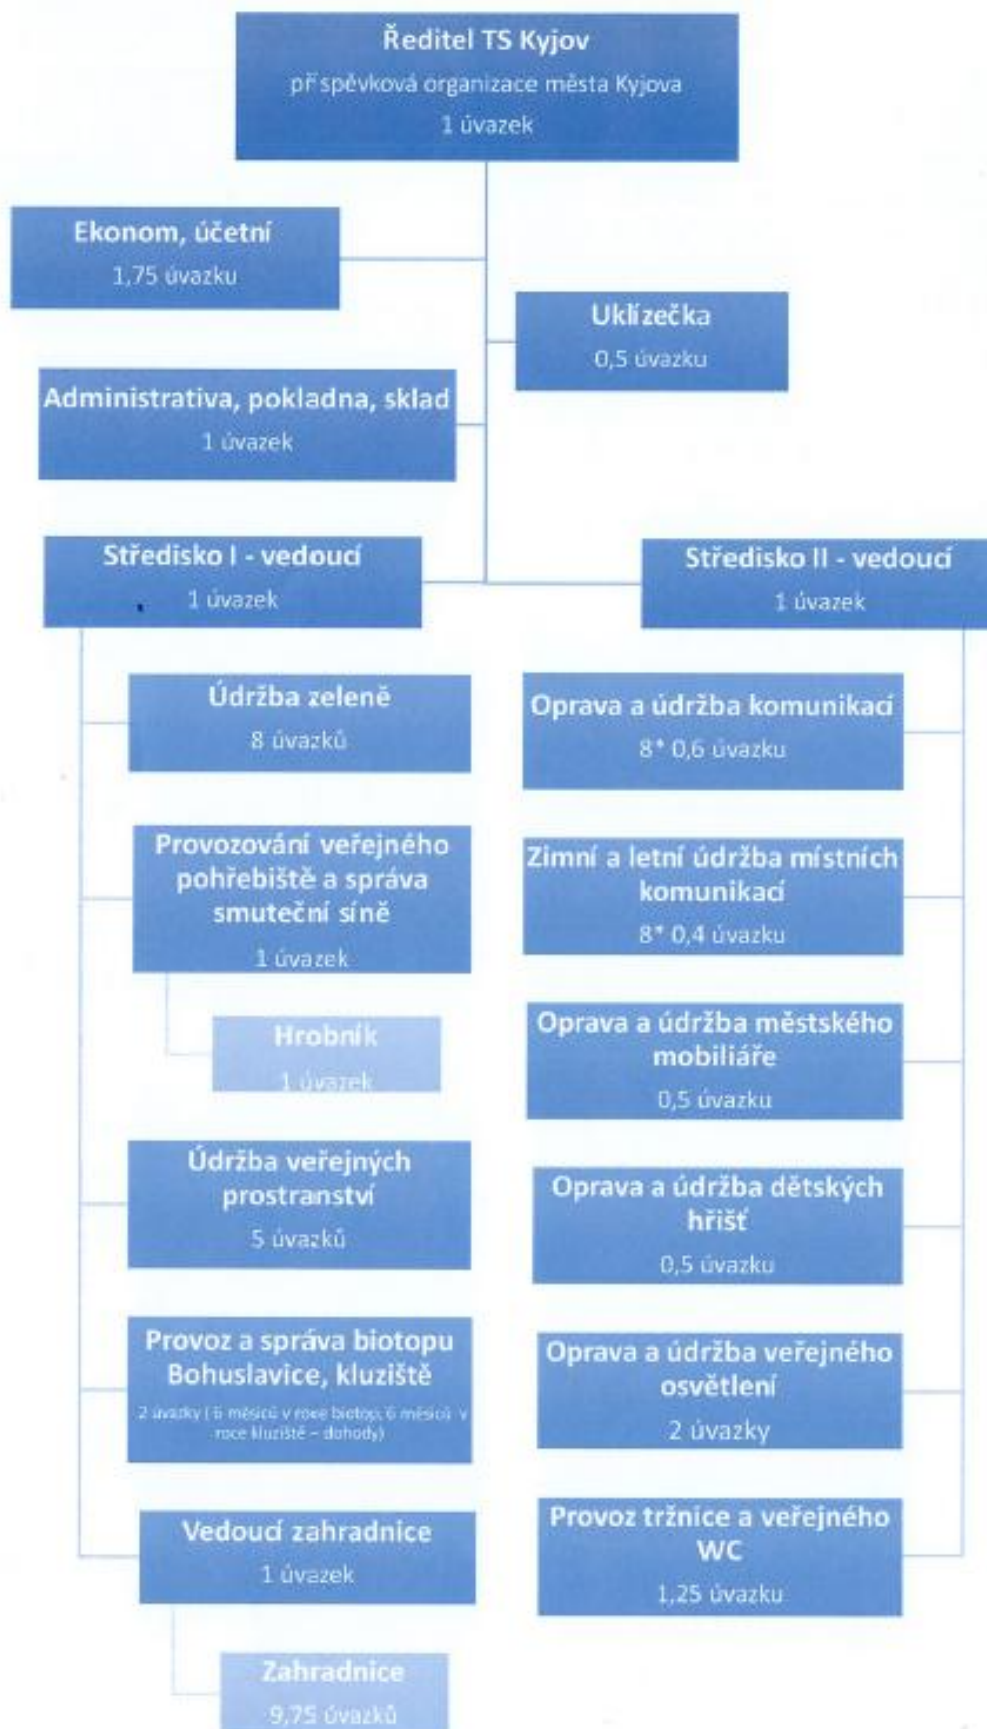 Ředitel TS Kyjov
příspěvková organizace města Kyjova
1 úvazek
Ekonom, účetní
1,75 úvazku
Uklízečka
0,5 úvazku
Administrativa, pokladna, sklad
1 úvazek
Středisko I - vedoucí
1 úvazek
Středisko II - vedoucí
1 úvazek
Údržba zeleně
8 úvazků
Provozování veřejného
pohřebiště a správa
smuteční síně
1 úvazek
Hrobník
1 úvazek
Údržba veřejných
prostranství
5 úvazků
Provoz a správa biotopu
Bohuslavice, kluziště
2 úvazky ( 6 měsíců v roce biotop, 6 měsíců v
roce kluziště – dohody)
Vedoucí zahradnice
1 úvazek
Zahradnice
9,75 úvazků
Oprava a údržba komunikací
8* 0,6 úvazku
Zimní a letní údržba místních
komunikací
8* 0,4 úvazku
Oprava a údržba městského
mobiliáře
0,5 úvazku
Oprava a údržba dětských
hřišť
0,5 úvazku
Oprava a údržba veřejného
osvětlení
2 úvazky
Provoz tržnice a veřejného
WC
1,25 úvazku